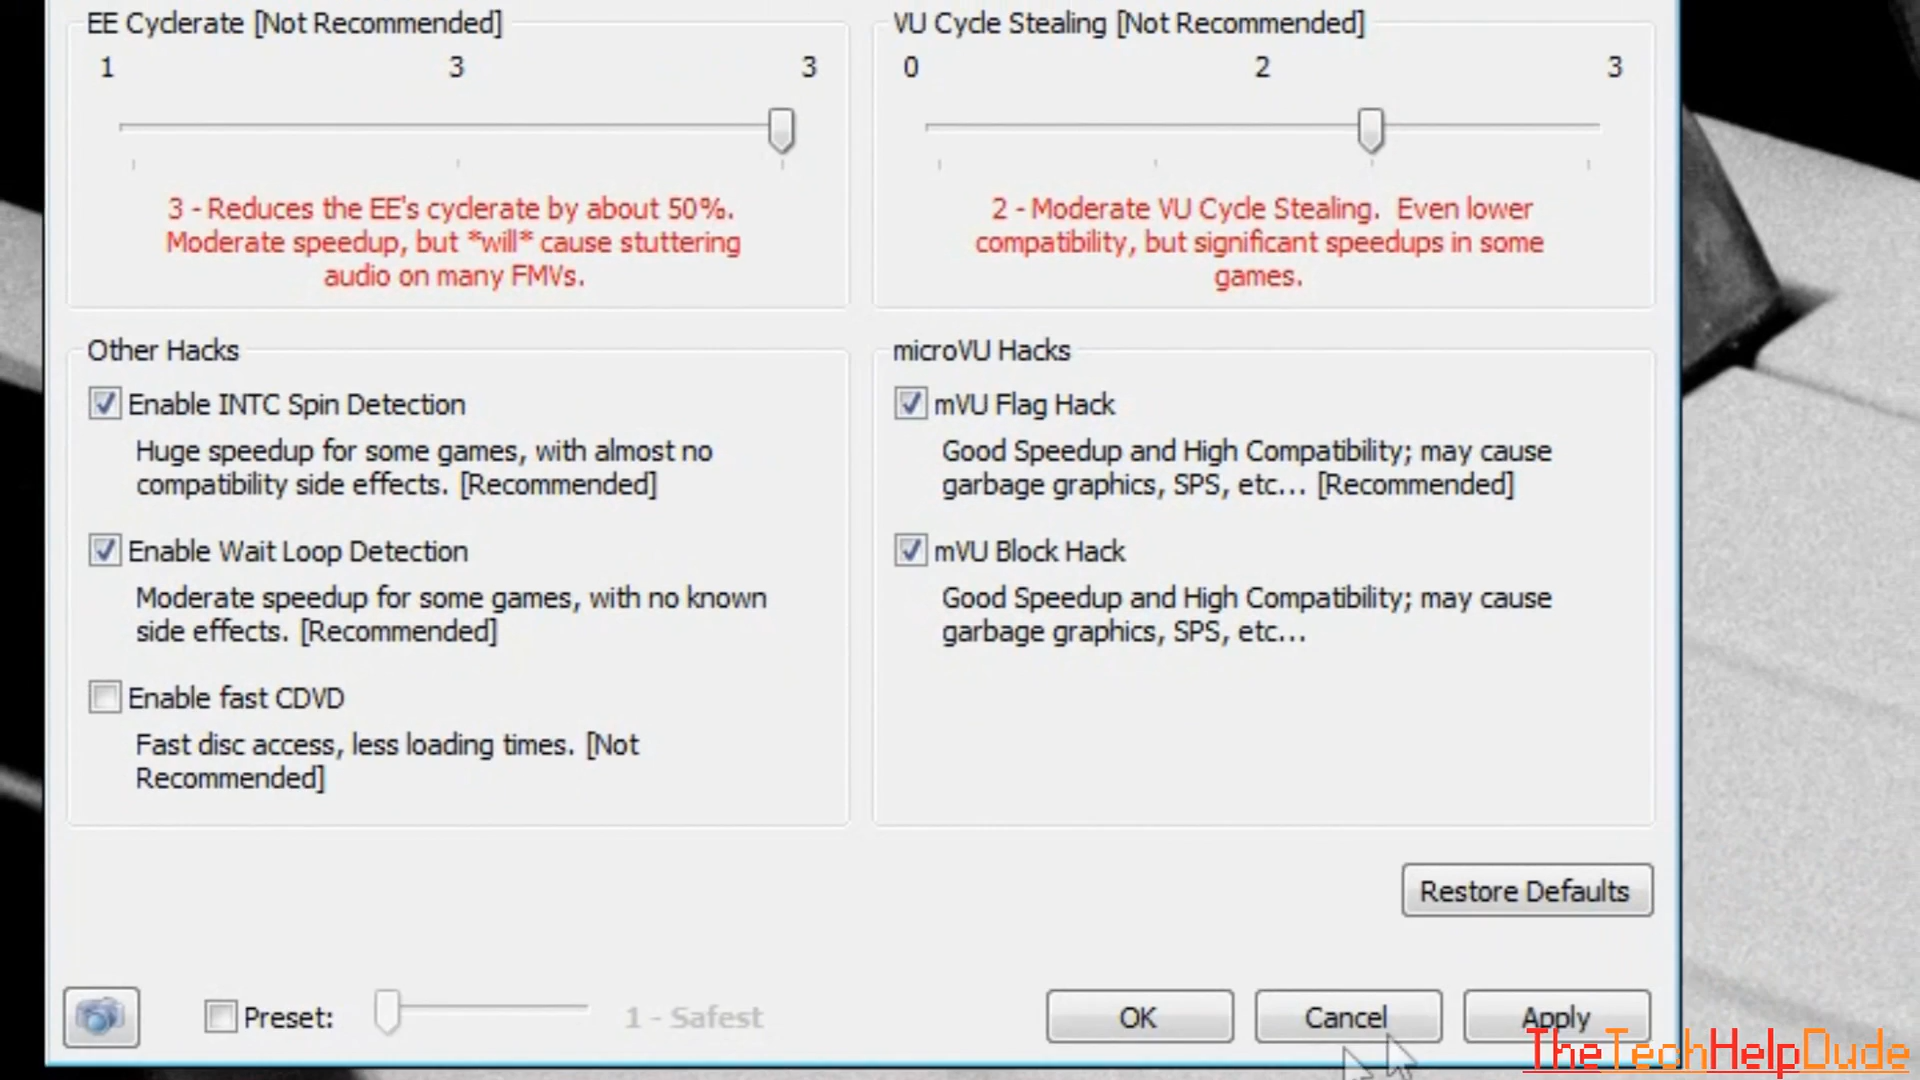 EE Cyclerate [Not Recommended]
1 3 3
3 - Reduces the EE's cyclerate by about 50%.
Moderate speedup, but *will* cause stuttering
audio on many FMVs.
VU Cycle Stealing [Not Recommended]
0 2 3
2 - Moderate VU Cycle Stealing. Even lower
compatibility, but significant speedups in some
games.
Other Hacks
Enable INTC Spin Detection
Huge speedup for some games, with almost no
compatibility side effects. [Recommended]
Enable Wait Loop Detection
Moderate speedup for some games, with no known
side effects. [Recommended]
Enable fast CDVD
Fast disc access, less loading times. [Not
Recommended]
microVU Hacks
mVU Flag Hack
Good Speedup and High Compatibility; may cause
garbage graphics, SPS, etc... [Recommended]
mVU Block Hack
Good Speedup and High Compatibility; may cause
garbage graphics, SPS, etc...
Restore Defaults
Preset: 1 - Safest
OK Cancel Apply
TheTechHelpDude